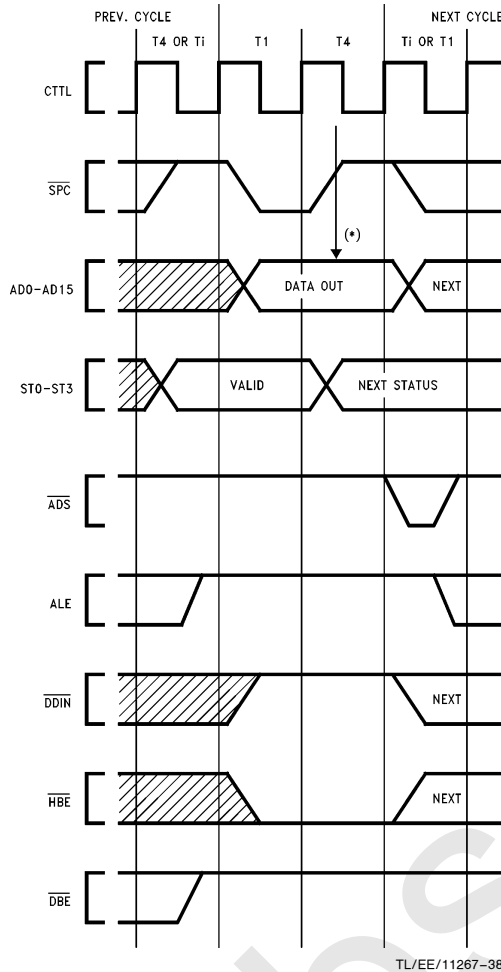 PREV. CYCLE NEXT CYCLE
T4 OR Ti T1 T4 Ti OR T1
CTTL
SPC
(*)
AD0-AD15 DATA OUT NEXT
ST0-ST3 VALID NEXT STATUS
ADS
ALE
DDIN NEXT
HBE NEXT
DBE
TL/EE/11267-38